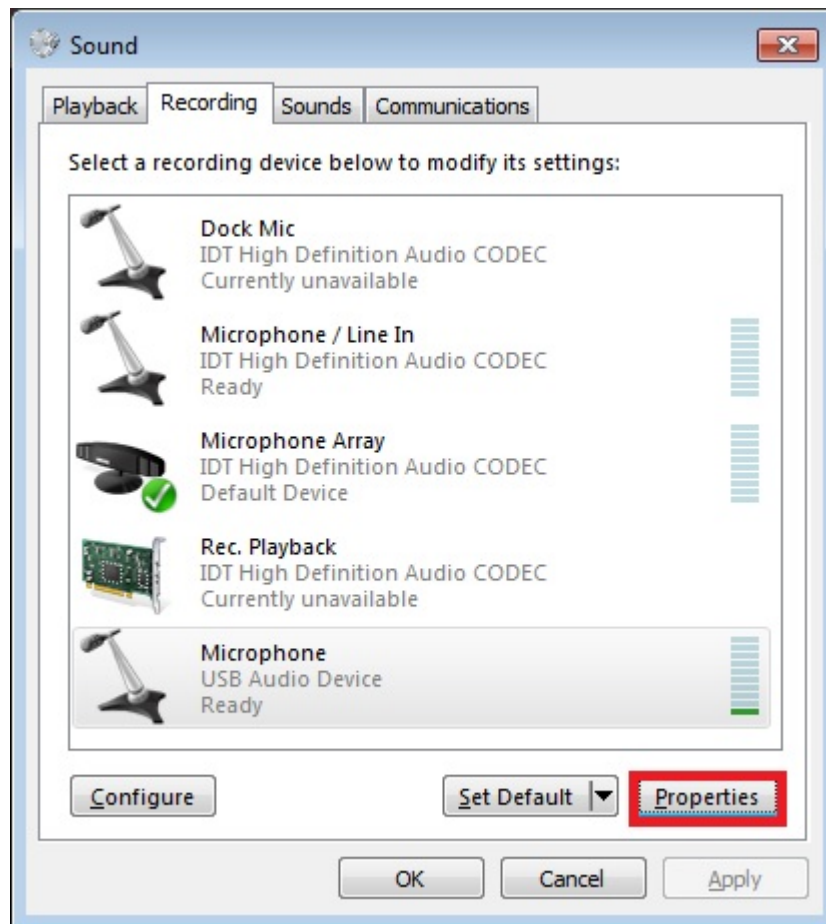 Sound
Playback Recording Sounds Communications
Select a recording device below to modify its settings:
Dock Mic
IDT High Definition Audio CODEC
Currently unavailable
Microphone / Line In
IDT High Definition Audio CODEC
Ready
Microphone Array
IDT High Definition Audio CODEC
Default Device
Rec. Playback
IDT High Definition Audio CODEC
Currently unavailable
Microphone
USB Audio Device
Ready
Configure Set Default Properties
OK Cancel Apply